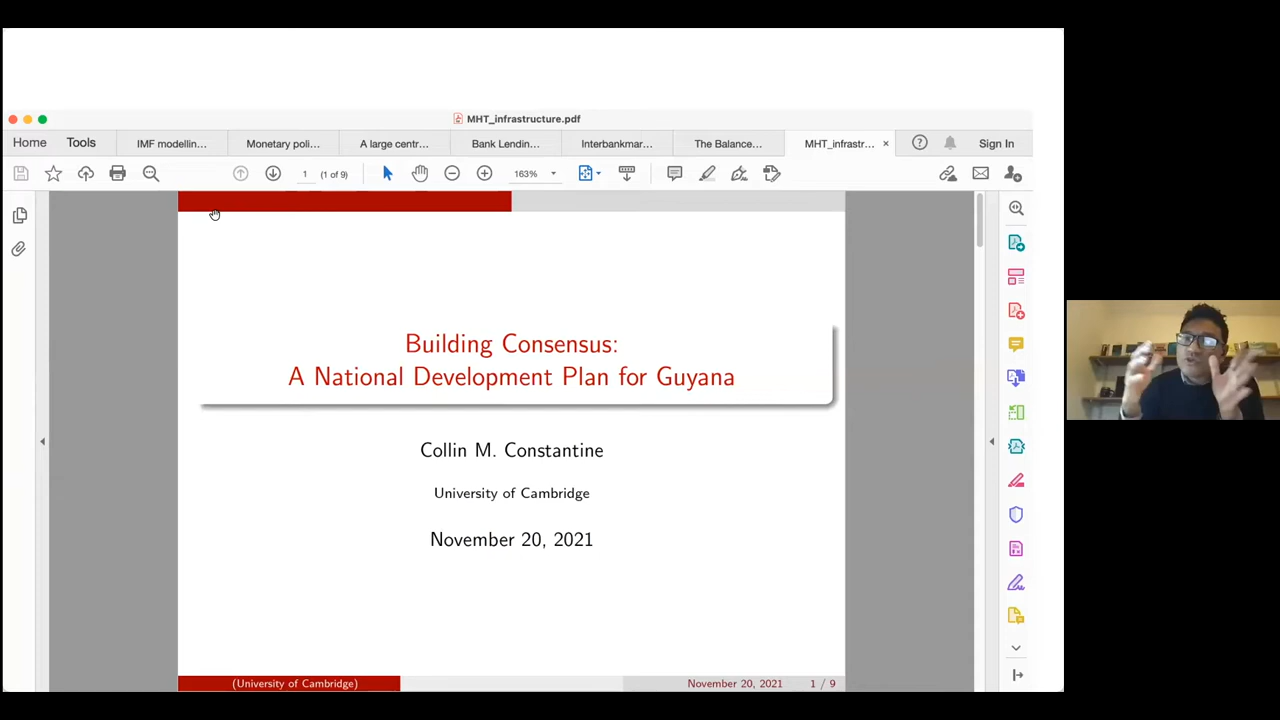 MHT_infrastructure.pdf
Home
Tools
IMF modellin...
Monetary poli...
A large centr...
Bank Lendin...
Interbankmar...
The Balance...
MHT_infrastr...
×
?
Sign In
1
(1 of 9)
163%
Building Consensus:
A National Development Plan for Guyana
Collin M. Constantine
University of Cambridge
November 20, 2021
(University of Cambridge)
November 20, 2021
1 / 9